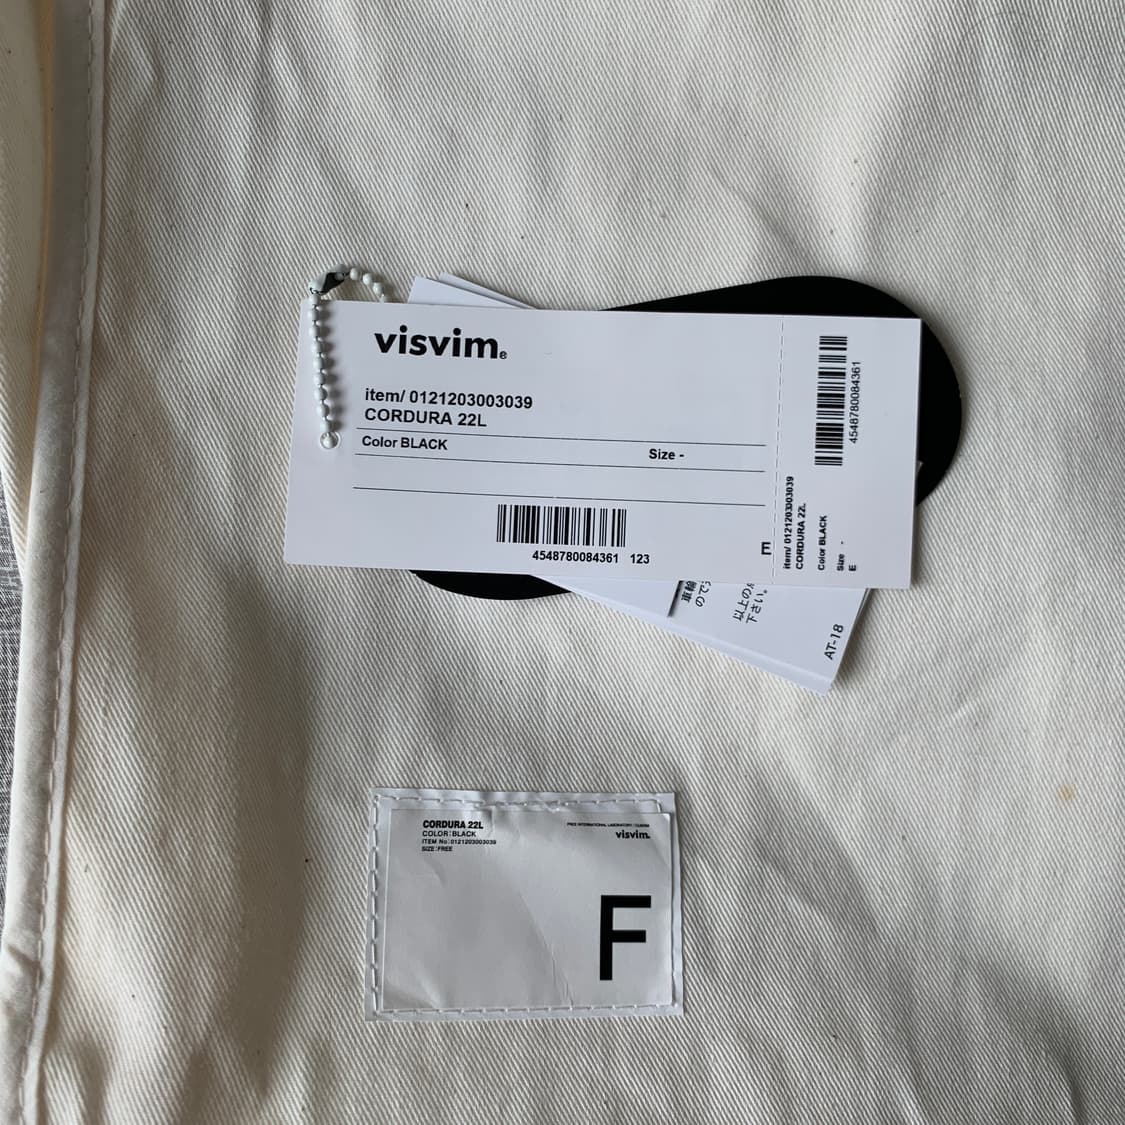 visvim®
item/ 0121203003039
CORDURA 22L
Color BLACK Size -
4548780084361 123
E
4548780084361
item/ 0121203003039
CORDURA 22L
Color BLACK
Size -
E
AT-18
CORDURA 22L
COLOR:BLACK
ITEM No:0121203003039
SIZE:FREE
visvim.
F